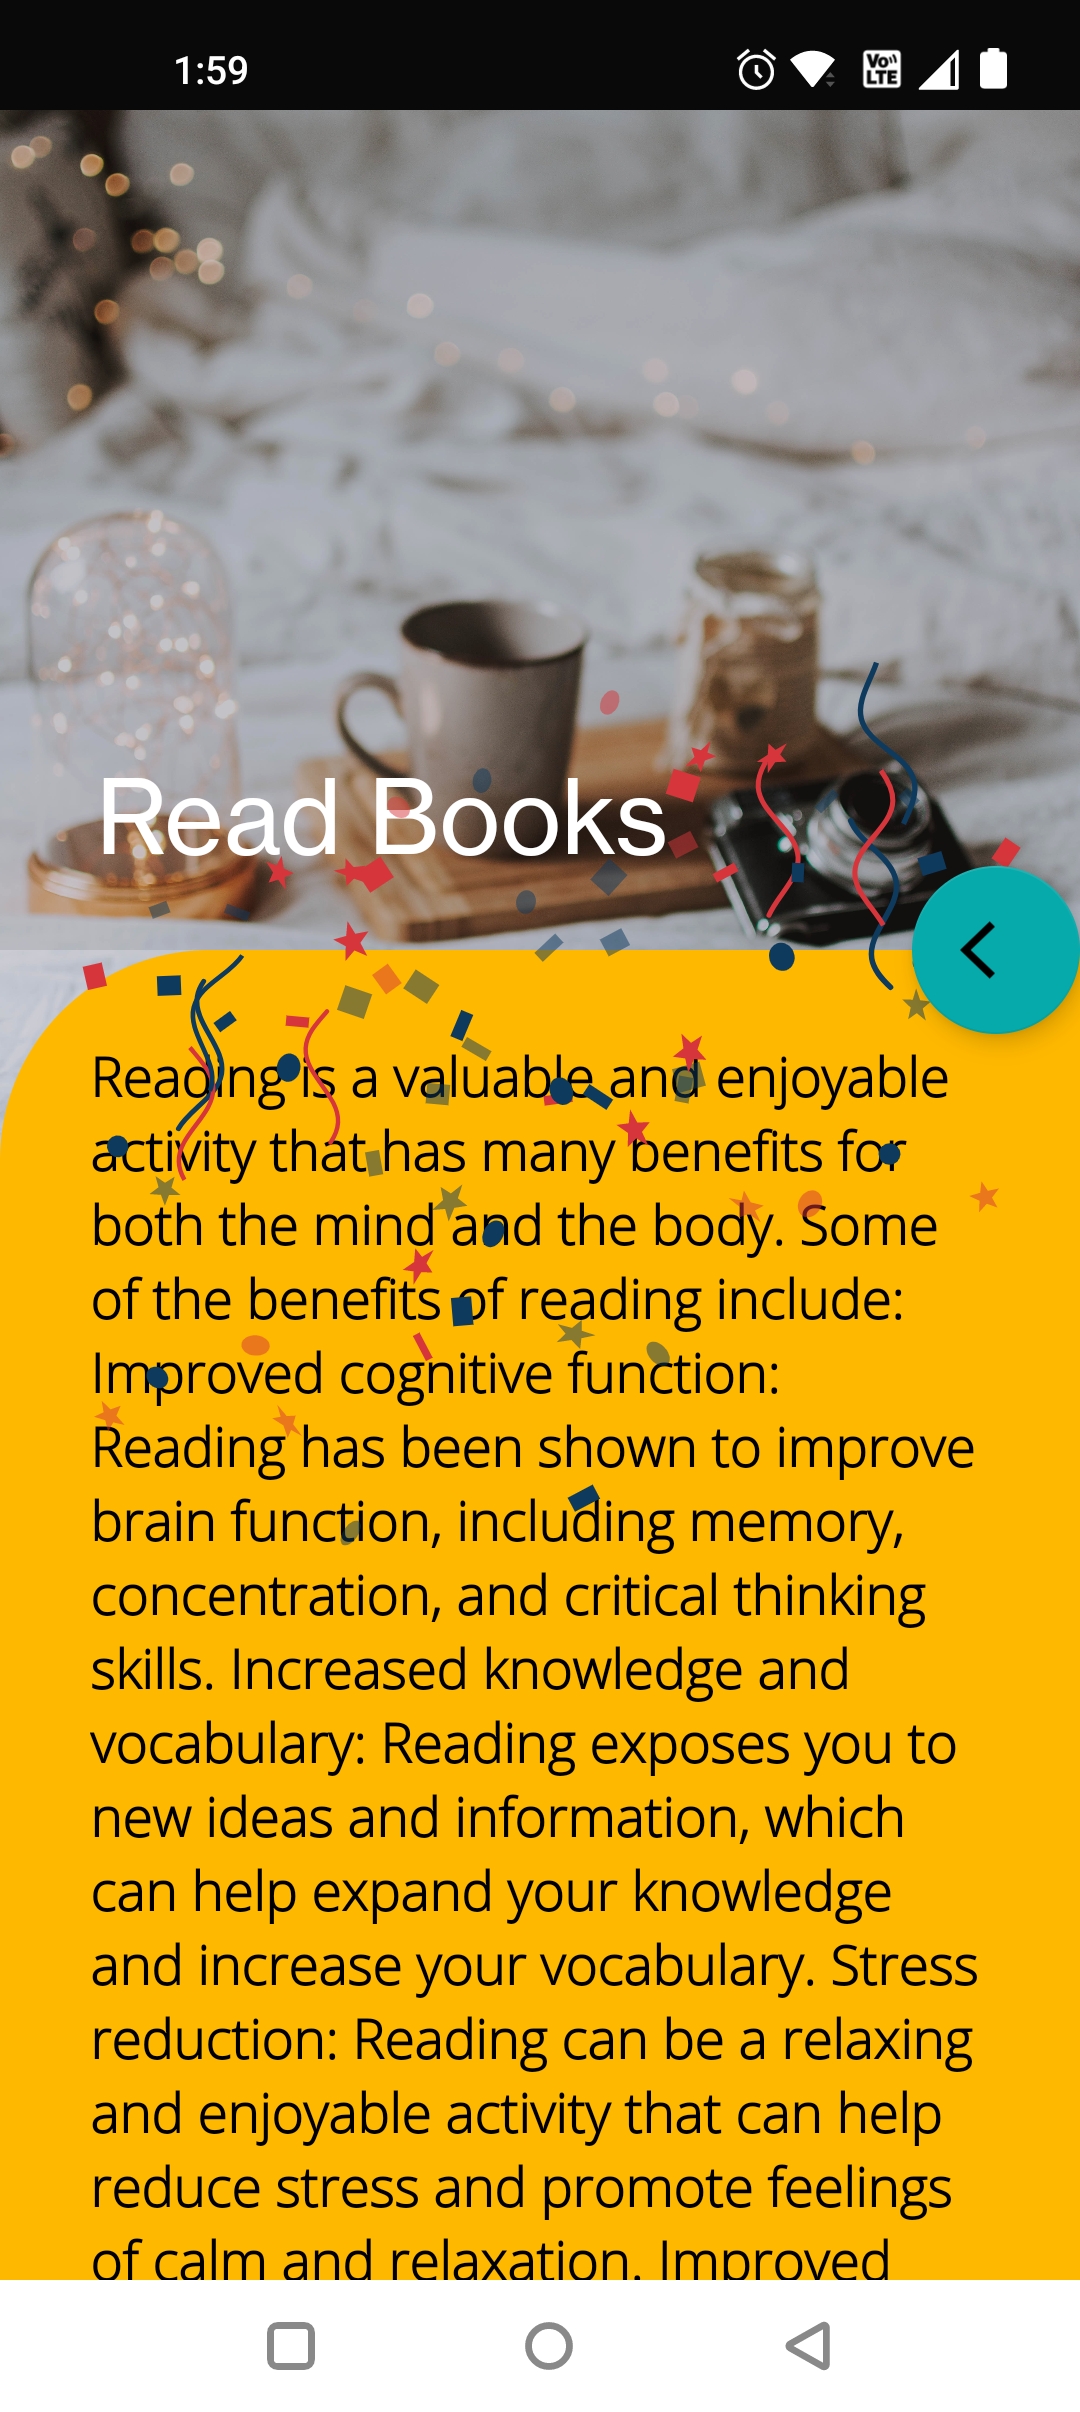 1:59
Vo LTE
Read Books
Reading is a valuable and enjoyable
activity that has many benefits for
both the mind and the body. Some
of the benefits of reading include:
Improved cognitive function:
Reading has been shown to improve
brain function, including memory,
concentration, and critical thinking
skills. Increased knowledge and
vocabulary: Reading exposes you to
new ideas and information, which
can help expand your knowledge
and increase your vocabulary. Stress
reduction: Reading can be a relaxing
and enjoyable activity that can help
reduce stress and promote feelings
of calm and relaxation. Improved